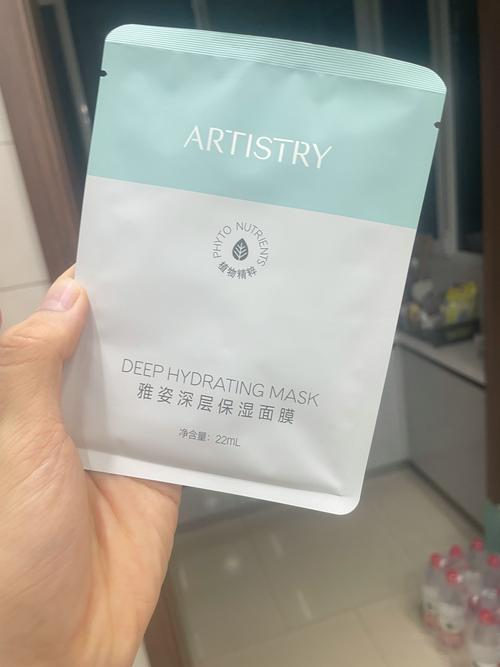 ARTISTRY
PHYTO NUTRIENTS
植物精粹
DEEP HYDRATING MASK
雅姿深层保湿面膜
净含量: 22mL